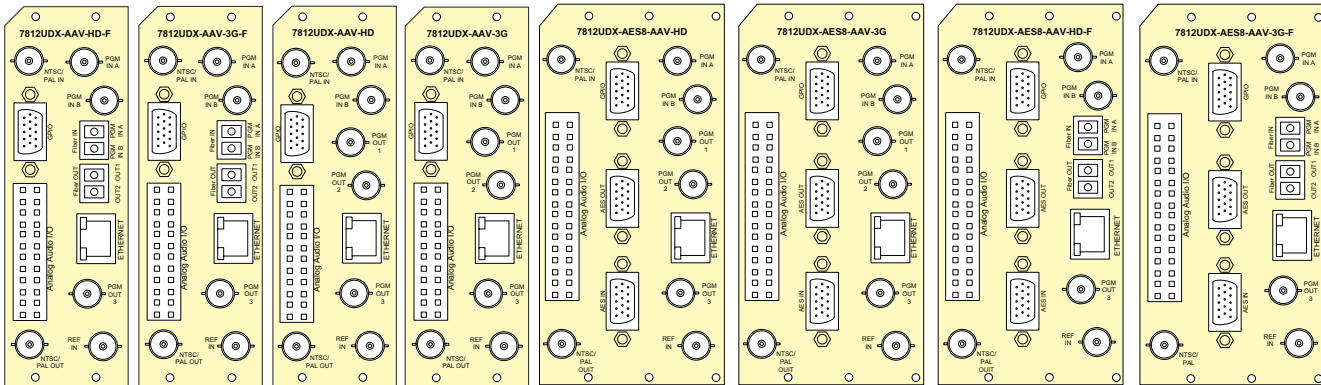 7812UDX-AAV-HD-F
NTSC/
PAL IN
PGM
IN A
PGM
IN B
GPIO
Fiber IN
PGM
IN A
PGM
IN B
Fiber OUT
OUT1
OUT2
Analog Audio I/O
ETHERNET
PGM
OUT
3
NTSC/
PAL OUT
REF
IN
7812UDX-AAV-3G-F
NTSC/
PAL IN
PGM
IN A
PGM
IN B
GPIO
Fiber IN
PGM
IN A
PGM
IN B
Fiber OUT
OUT1
OUT2
Analog Audio I/O
ETHERNET
PGM
OUT
3
NTSC/
PAL OUT
REF
IN
7812UDX-AAV-HD
NTSC/
PAL IN
PGM
IN A
PGM
IN B
GPIO
PGM
OUT
1
PGM
OUT
2
Analog Audio I/O
ETHERNET
PGM
OUT
3
NTSC/
PAL OUT
REF
IN
7812UDX-AAV-3G
NTSC/
PAL IN
PGM
IN A
PGM
IN B
GPIO
PGM
OUT
1
PGM
OUT
2
Analog Audio I/O
ETHERNET
PGM
OUT
3
NTSC/
PAL OUT
REF
IN
7812UDX-AES8-AAV-HD
NTSC/
PAL IN
GPIO
PGM
IN A
PGM
IN B
PGM
OUT
1
AES OUT
PGM
OUT
2
Analog Audio I/O
ETHERNET
AES IN
PGM
OUT
3
NTSC/
PAL
OUIT
REF
IN
7812UDX-AES8-AAV-3G
NTSC/
PAL IN
GPIO
PGM
IN A
PGM
IN B
PGM
OUT
1
AES OUT
PGM
OUT
2
Analog Audio I/O
ETHERNET
AES IN
PGM
OUT
3
NTSC/
PAL
OUIT
REF
IN
7812UDX-AES8-AAV-HD-F
NTSC/
PAL IN
GPIO
PGM
IN A
PGM
IN B
Fiber IN
PGM
IN A
PGM
IN B
Fiber OUT
OUT1
OUT2
AES OUT
Analog Audio I/O
ETHERNET
AES IN
PGM
OUT
3
NTSC/
PAL
OUIT
REF
IN
7812UDX-AES8-AAV-3G-F
NTSC/
PAL IN
GPIO
PGM
IN A
PGM
IN B
Fiber IN
PGM
IN A
PGM
IN B
Fiber OUT
OUT1
OUT2
AES OUT
Analog Audio I/O
ETHERNET
AES IN
PGM
OUT
3
NTSC/
PAL
REF
IN